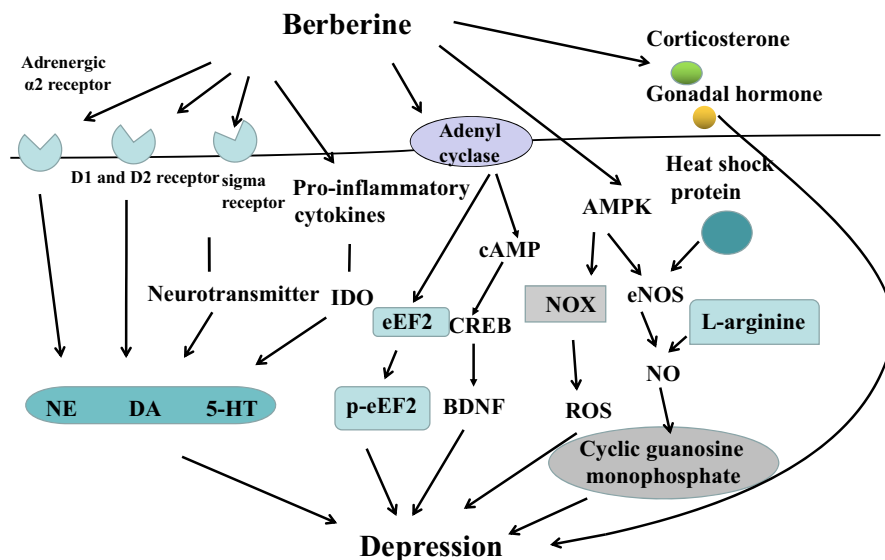 Berberine
Corticosterone
Adrenergic
α2 receptor
Gonadal hormone
Adenyl
cyclase
D1 and D2 receptor
sigma
receptor
Pro-inflammatory
cytokines
Heat shock
protein
AMPK
cAMP
Neurotransmitter
IDO
NOX
eNOS
eEF2
CREB
L-arginine
NO
NE
DA
5-HT
p-eEF2
BDNF
ROS
Cyclic guanosine
monophosphate
Depression